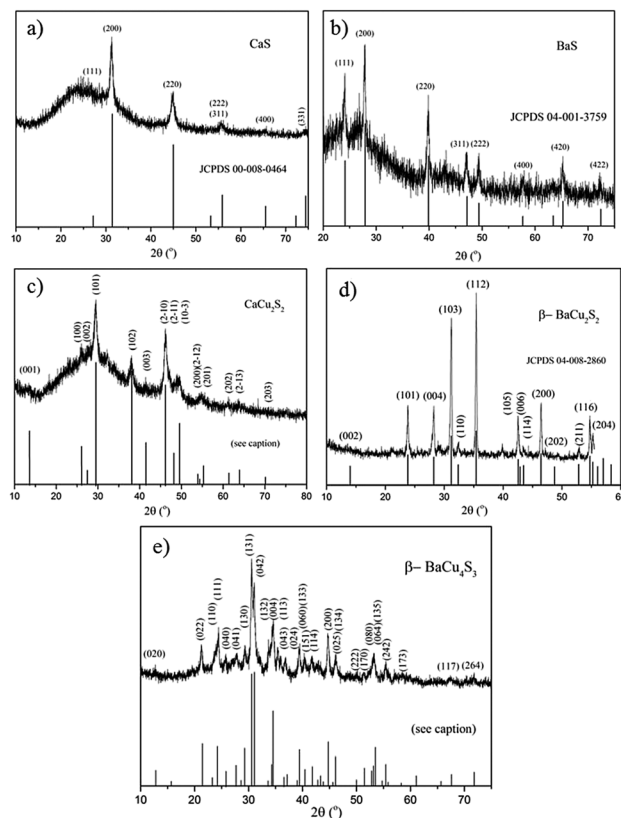 a)
CaS
(200)
(111)
(220)
(222)
(311)
(400)
(331)
JCPDS 00-008-0464
10 20 30 40 50 60 70
2θ (°)
b)
BaS
(200)
(111)
(220)
JCPDS 04-001-3759
(311)
(222)
(420)
(400)
(422)
10 20 30 40 50 60 70
2θ (°)
c)
CaCu₂S₂
(101)
(2-10)
(2-11)
(10-3)
(100)
(002)
(102)
(003)
(001)
(200)(2-12)
(201)
(202)
(2-13)
(203)
(see caption)
10 20 30 40 50 60 70 80
2θ (°)
d)
(112)
β– BaCu₂S₂
(103)
JCPDS 04-008-2860
(101)
(004)
(105)
(006)
(200)
(110)
(114)
(116)
(204)
(002)
(202)
(211)
10 20 30 40 50 60
2θ (°)
e)
(131)
(042)
β– BaCu₄S₃
(110)
(111)
(132)
(004)
(113)
(060)(133)
(022)
(040)
(041)
(130)
(043)
(024)
(151)
(114)
(200)
(025)(134)
(080)
(064)(135)
(020)
(222)
(170)
(242)
(173)
(117)
(264)
(see caption)
10 20 30 40 50 60 70
2θ (°)